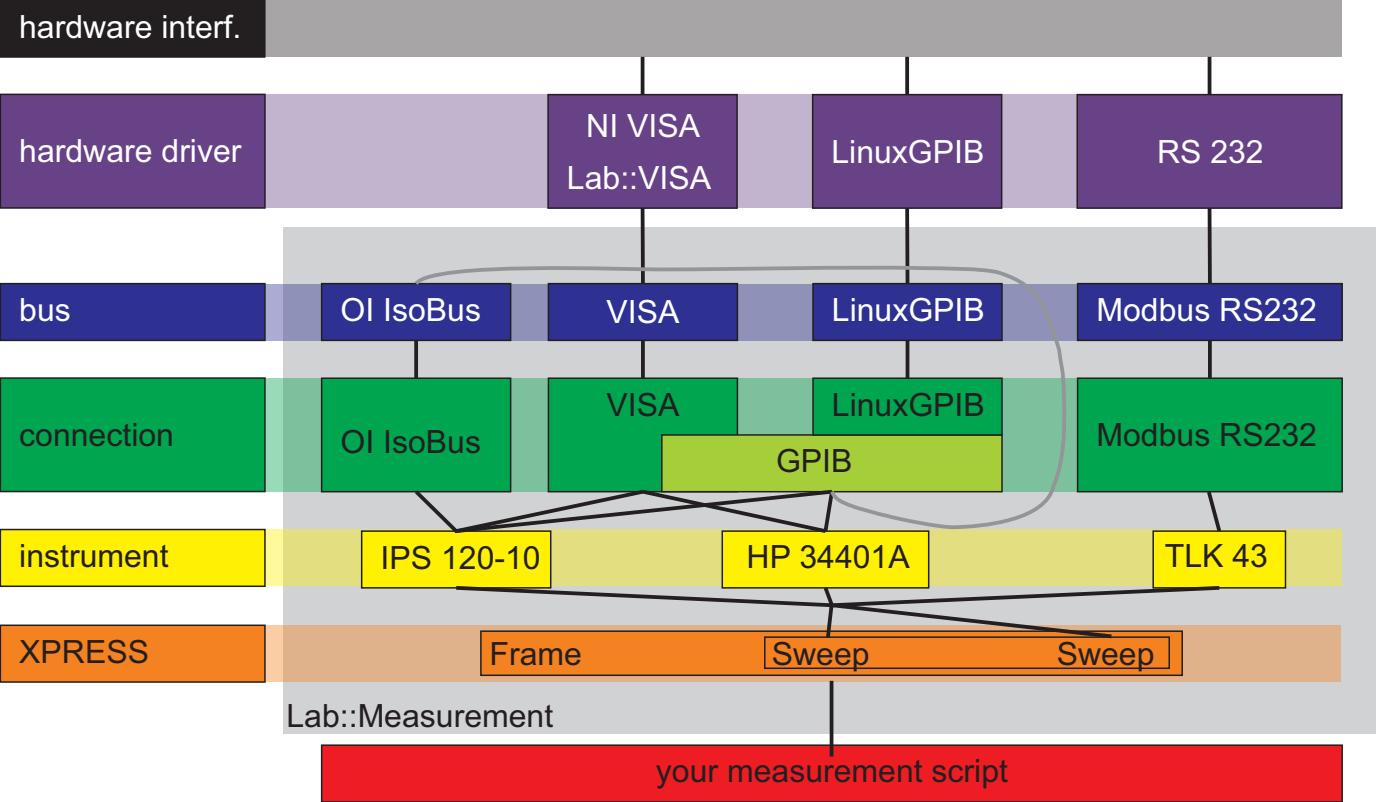 hardware interf.
hardware driver
NI VISA
Lab::VISA
LinuxGPIB
RS 232
bus
OI IsoBus
VISA
LinuxGPIB
Modbus RS232
connection
OI IsoBus
VISA
LinuxGPIB
GPIB
Modbus RS232
instrument
IPS 120-10
HP 34401A
TLK 43
XPRESS
Frame
Sweep
Sweep
Lab::Measurement
your measurement script